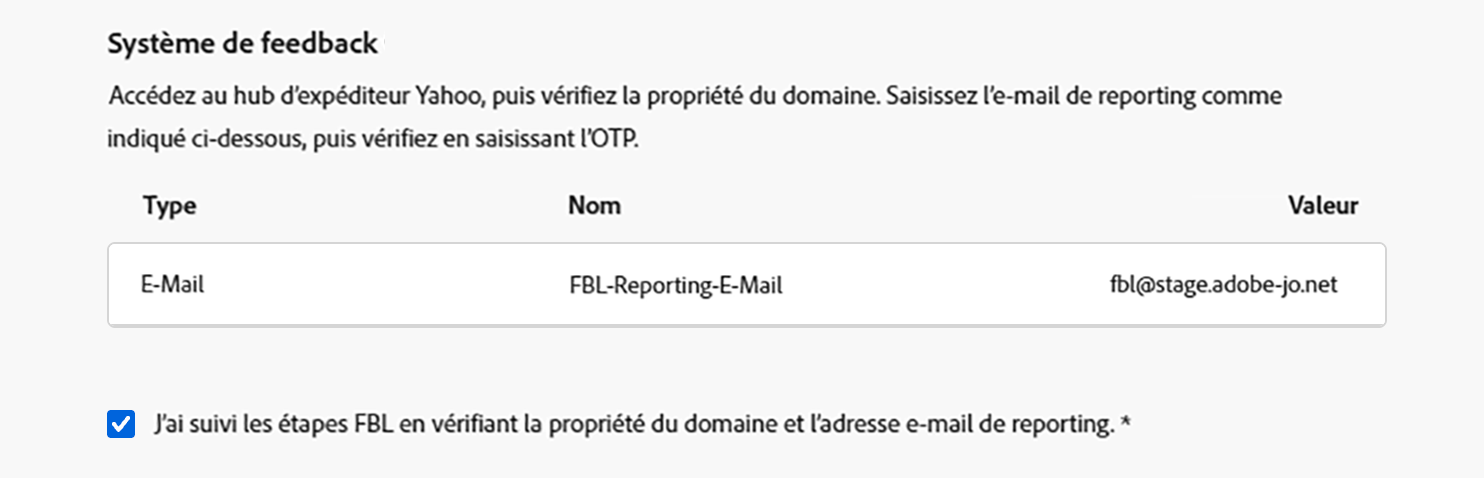 Système de feedback
Accédez au hub d’expéditeur Yahoo, puis vérifiez la propriété du domaine. Saisissez l’e-mail de reporting comme
indiqué ci-dessous, puis vérifiez en saisissant l’OTP.
Type Nom Valeur
E-Mail FBL-Reporting-E-Mail fbl@stage.adobe-jo.net
J’ai suivi les étapes FBL en vérifiant la propriété du domaine et l’adresse e-mail de reporting. *